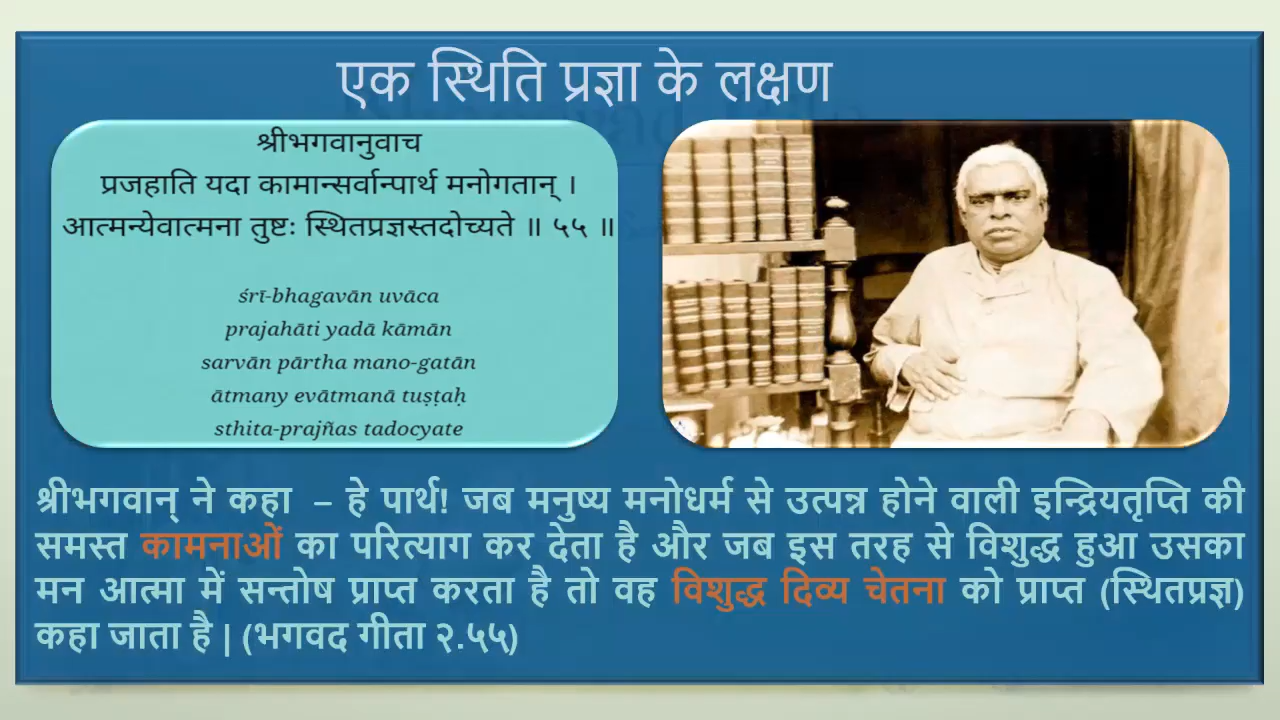 एक स्थिति प्रज्ञा के लक्षण
श्रीभगवानुवाच
प्रजहाति यदा कामान्सर्वान्पार्थ मनोगतान् ।
आत्मन्येवात्मना तुष्टः स्थितप्रज्ञस्तदोच्यते ॥ ५५ ॥
śrī-bhagavān uvāca
prajahāti yadā kāmān
sarvān pārtha mano-gatān
ātmany evātmanā tuṣṭaḥ
sthita-prajñas tadocyate
श्रीभगवान् ने कहा – हे पार्थ! जब मनुष्य मनोधर्म से उत्पन्न होने वाली इन्द्रियतृप्ति की
समस्त कामनाओं का परित्याग कर देता है और जब इस तरह से विशुद्ध हुआ उसका
मन आत्मा में सन्तोष प्राप्त करता है तो वह विशुद्ध दिव्य चेतना को प्राप्त (स्थितप्रज्ञ)
कहा जाता है | (भगवद गीता २.५५)